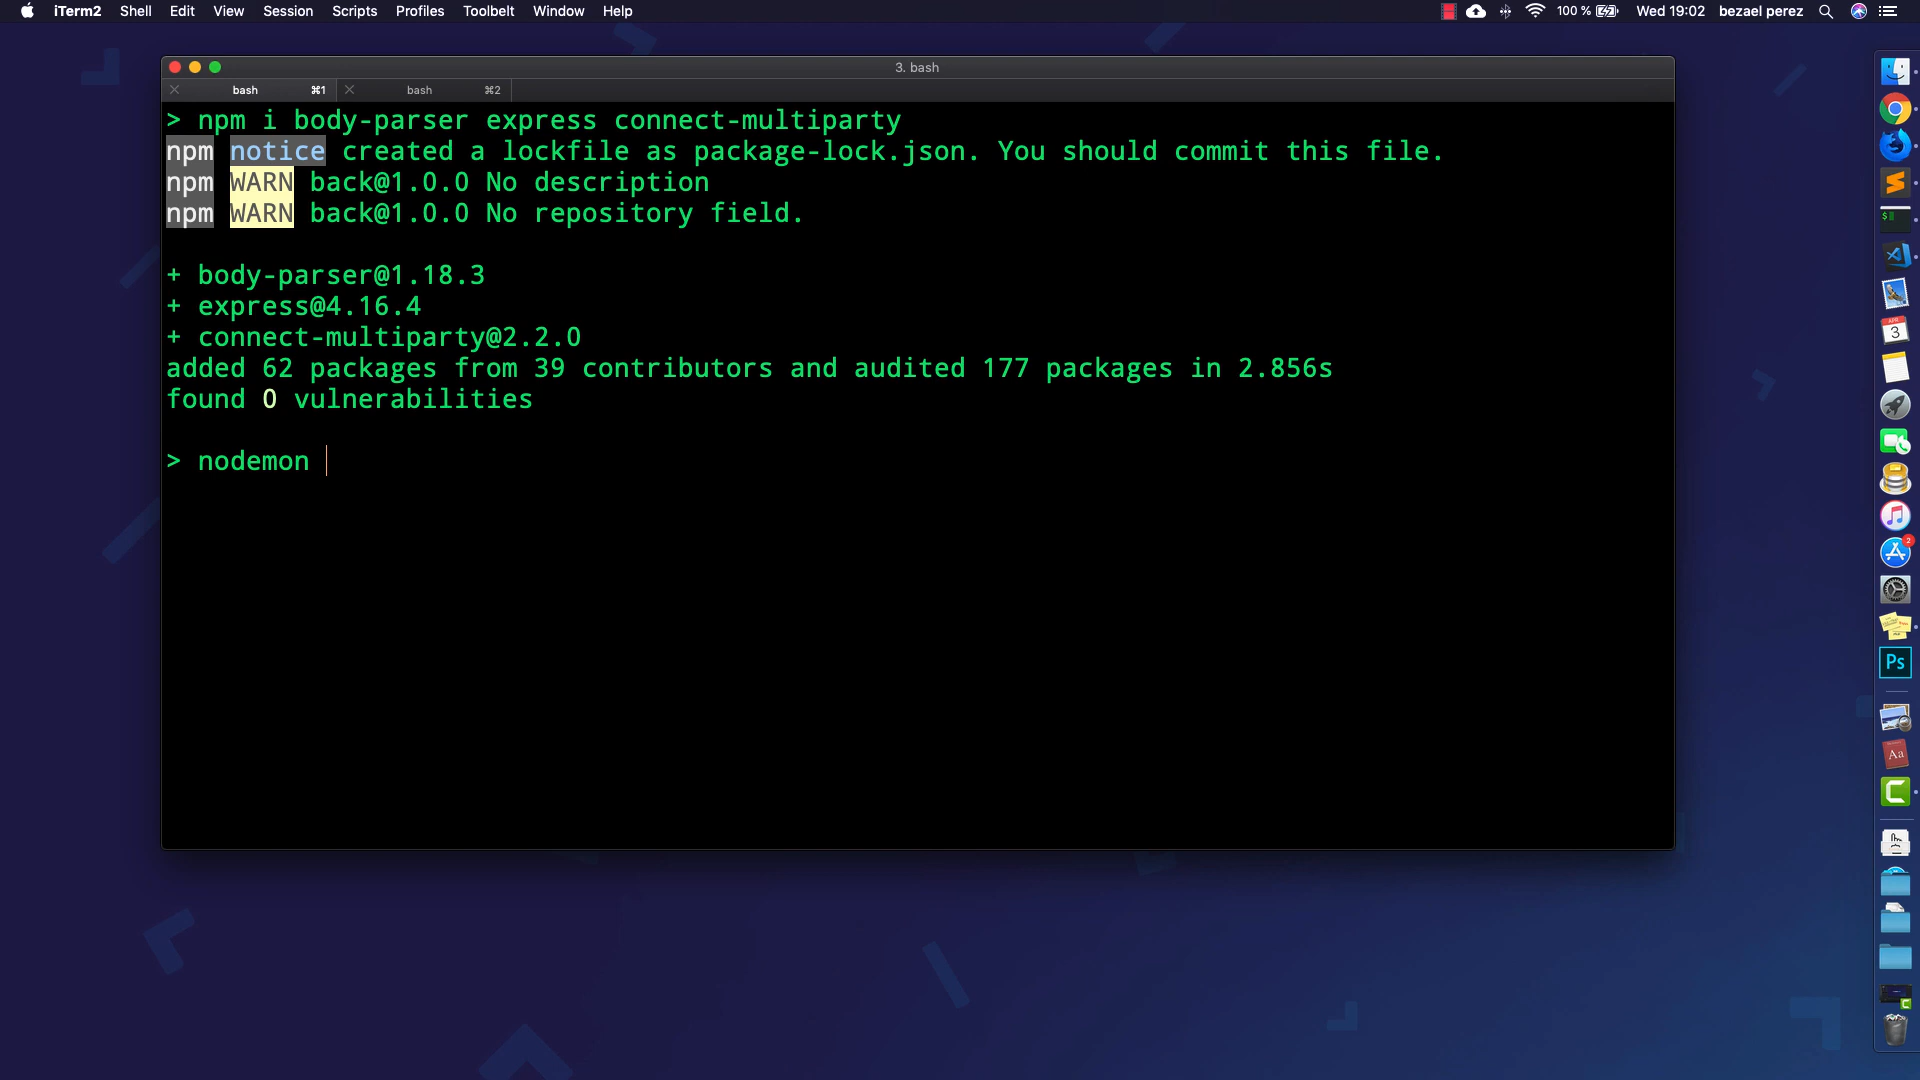 iTerm2 Shell Edit View Session Scripts Profiles Toolbelt Window Help 100 % Wed 19:02 bezael perez
3. bash
bash ⌘1 bash ⌘2
> npm i body-parser express connect-multiparty
npm notice created a lockfile as package-lock.json. You should commit this file.
npm WARN back@1.0.0 No description
npm WARN back@1.0.0 No repository field.
+ body-parser@1.18.3
+ express@4.16.4
+ connect-multiparty@2.2.0
added 62 packages from 39 contributors and audited 177 packages in 2.856s
found 0 vulnerabilities
> nodemon
$
APR
3
2
Ps
Aa